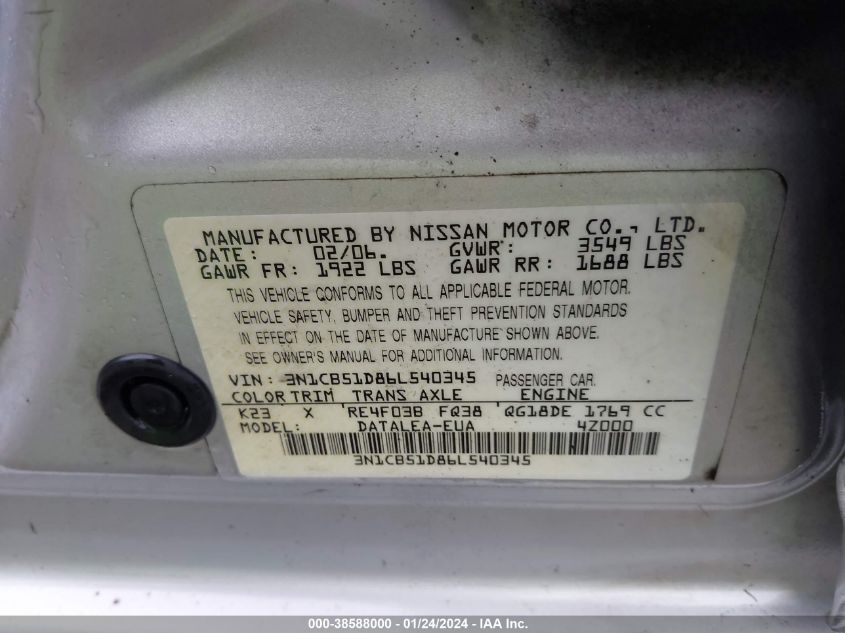 MANUFACTURED BY NISSAN MOTOR CO., LTD.
DATE: 02/06. GVWR: 3549 LBS
GAWR FR: 1922 LBS GAWR RR: 1688 LBS
THIS VEHICLE CONFORMS TO ALL APPLICABLE FEDERAL MOTOR.
VEHICLE SAFETY, BUMPER AND THEFT PREVENTION STANDARDS
IN EFFECT ON THE DATE OF MANUFACTURE SHOWN ABOVE.
SEE OWNER'S MANUAL FOR ADDITIONAL INFORMATION.
VIN: 3N1CB51D86L540345 PASSENGER CAR.
COLOR TRIM TRANS AXLE ENGINE
K23 X RE4F03B FQ38 QG18DE 1769 CC
MODEL: DATALEA-EUA 4Z000
3N1CB51D86L540345
000-38588000 - 01/24/2024 - IAA Inc.